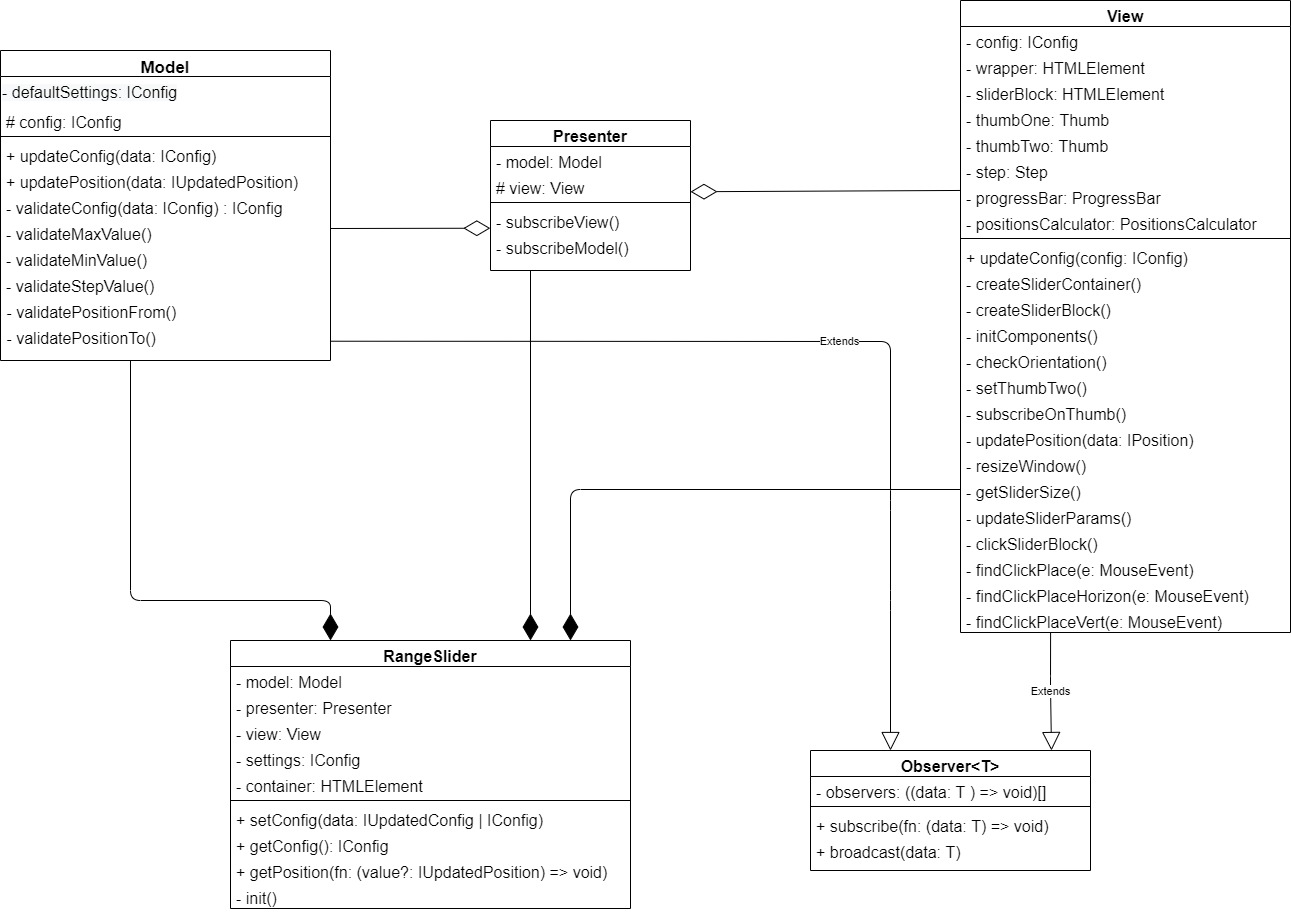 Model
- defaultSettings: IConfig
# config: IConfig
+ updateConfig(data: IConfig)
+ updatePosition(data: IUpdatedPosition)
- validateConfig(data: IConfig) : IConfig
- validateMaxValue()
- validateMinValue()
- validateStepValue()
- validatePositionFrom()
- validatePositionTo()
Presenter
- model: Model
# view: View
- subscribeView()
- subscribeModel()
View
- config: IConfig
- wrapper: HTMLElement
- sliderBlock: HTMLElement
- thumbOne: Thumb
- thumbTwo: Thumb
- step: Step
- progressBar: ProgressBar
- positionsCalculator: PositionsCalculator
+ updateConfig(config: IConfig)
- createSliderContainer()
- createSliderBlock()
- initComponents()
- checkOrientation()
- setThumbTwo()
- subscribeOnThumb()
- updatePosition(data: IPosition)
- resizeWindow()
- getSliderSize()
- updateSliderParams()
- clickSliderBlock()
- findClickPlace(e: MouseEvent)
- findClickPlaceHorizon(e: MouseEvent)
- findClickPlaceVert(e: MouseEvent)
Extends
Extends
RangeSlider
- model: Model
- presenter: Presenter
- view: View
- settings: IConfig
- container: HTMLElement
+ setConfig(data: IUpdatedConfig | IConfig)
+ getConfig(): IConfig
+ getPosition(fn: (value?: IUpdatedPosition) => void)
- init()
Observer<T>
- observers: ((data: T ) => void)[]
+ subscribe(fn: (data: T) => void)
+ broadcast(data: T)